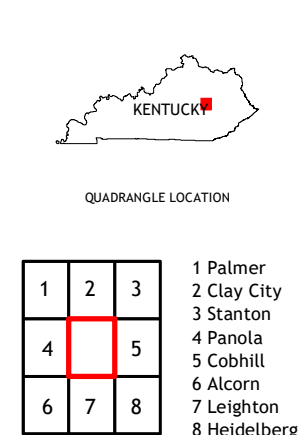 KENTUCKY
QUADRANGLE LOCATION
1 2 3
4 5
6 7 8
1 Palmer
2 Clay City
3 Stanton
4 Panola
5 Cobhill
6 Alcorn
7 Leighton
8 Heidelberg